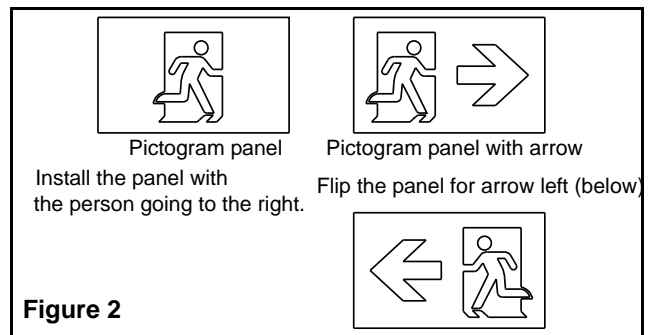 Pictogram panel
Install the panel with
the person going to the right.
Pictogram panel with arrow
Flip the panel for arrow left (below)
Figure 2